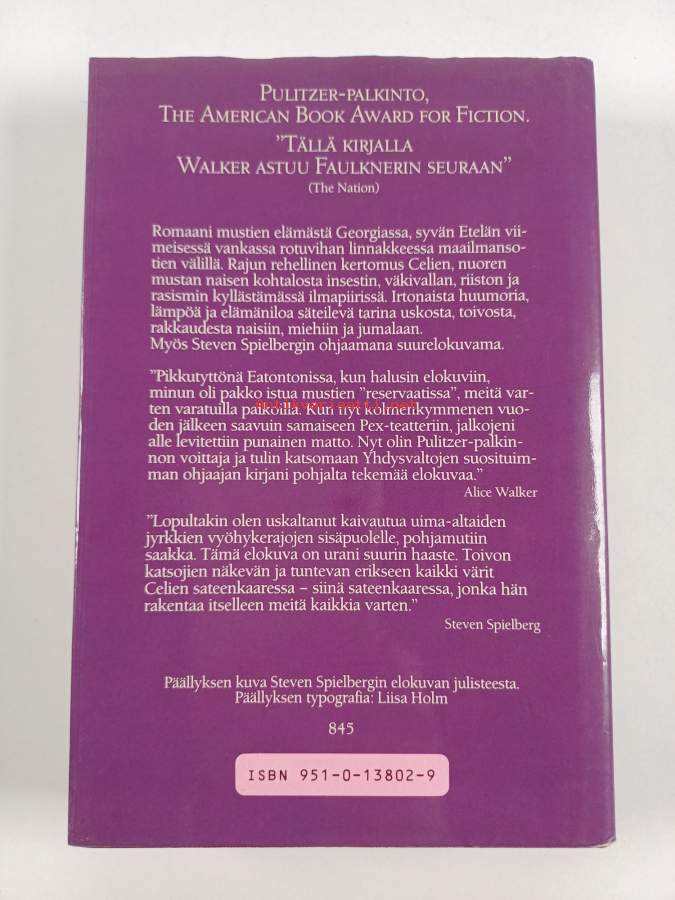 PULITZER-PALKINTO,
THE AMERICAN BOOK AWARD FOR FICTION.
"TÄLLÄ KIRJALLA
WALKER ASTUU FAULKNERIN SEURAAN"
(The Nation)
Romaani mustien elämästä Georgiassa, syvän Etelän vii-
meisessä vankassa rotuvihan linnakkeessa maailmanso-
tien välillä. Rajun rehellinen kertomus Celien, nuoren
mustan naisen kohtalosta insestin, väkivallan, riiston ja
rasismin kyllästämässä ilmapiirissä. Irtonaista huumoria,
lämpöä ja elämäniloa säteilevä tarina uskosta, toivosta,
rakkaudesta naisiin, miehiin ja jumalaan.
Myös Steven Spielbergin ohjaamana suurelokuvama.
"Pikkutyttönä Eatontonissa, kun halusin elokuviin,
minun oli pakko istua mustien "reservaatissa", meitä var-
ten varatuilla paikoilla. Kun nyt kolmenkymmenen vuo-
antikvariaatti.net
den jälkeen saavuin samaiseen Pex-teatteriin, jalkojeni
alle levitettiin punainen matto. Nyt olin Pulitzer-palkin-
non voittaja ja tulin katsomaan Yhdysvaltojen suosituim-
man ohjaajan kirjani pohjalta tekemää elokuvaa."
Alice Walker
"Lopultakin olen uskaltanut kaivautua uima-altaiden
jyrkkien vyöhykerajojen sisäpuolelle, pohjamutiin
saakka. Tämä elokuva on urani suurin haaste. Toivon
katsojien näkevän ja tuntevan erikseen kaikki värit
Celien sateenkaaressa – siinä sateenkaaressa, jonka hän
rakentaa itselleen meitä kaikkia varten."
Steven Spielberg
Päällyksen kuva Steven Spielbergin elokuvan julisteesta.
Päällyksen typografia: Liisa Holm
845
ISBN 951-0-13802-9